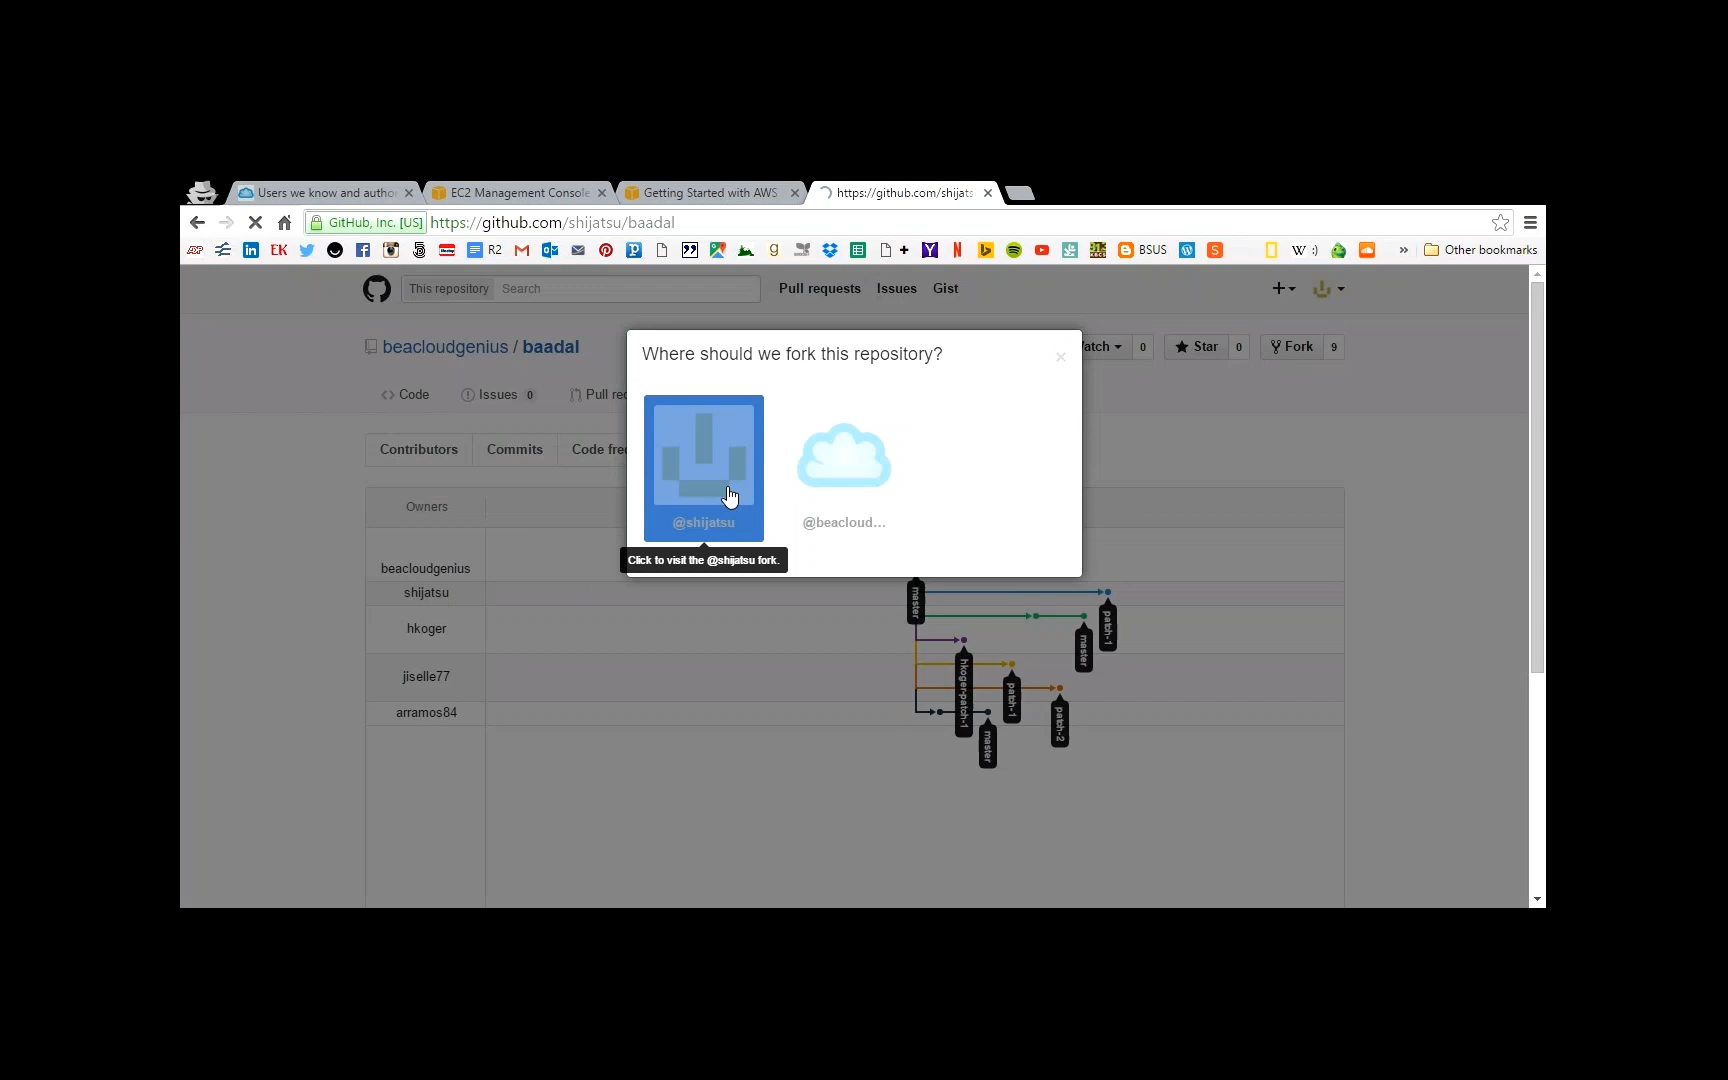 Users we know and autho
EC2 Management Console
Getting Started with AWS
https://github.com/shijats
GitHub, Inc. [US] https://github.com/shijatsu/baadal
R2
BSUS
Other bookmarks
This repository Search Pull requests Issues Gist
beacloudgenius / baadal
atch 0 Star 0 Fork 9
Where should we fork this repository?
Code Issues 0 Pull req
@shijatsu
@beacloud...
Click to visit the @shijatsu fork.
Contributors Commits Code freq
Owners
beacloudgenius
shijatsu
hkoger
jiselle77
arramos84
master
patch-1
master
hkoger-patch-1
patch-1
patch-2
master